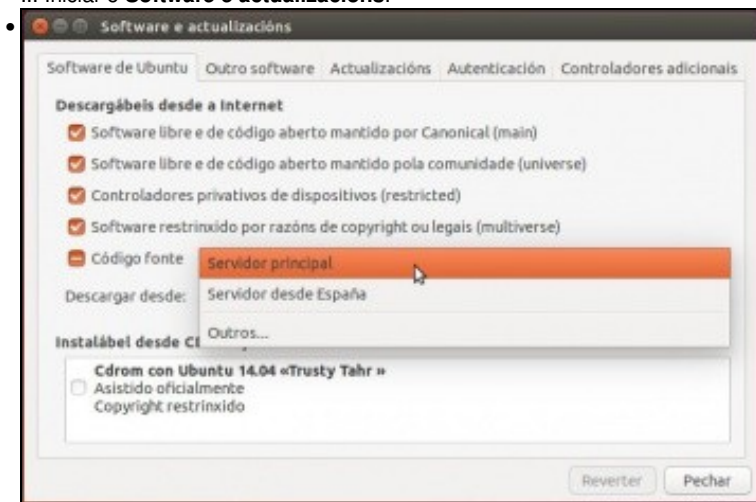 ... Iniciar o Software e actualizacións.
Software e actualizacións
Software de Ubuntu Outro software Actualizacións Autenticación Controladores adicionais
Descargábeis desde a Internet
Software libre e de código aberto mantido por Canonical (main)
Software libre e de código aberto mantido pola comunidade (universe)
Controladores privativos de dispositivos (restricted)
Software restrinxido por razóns de copyright ou legais (multiverse)
Código fonte
Servidor principal
Descargar desde:
Servidor desde España
Outros...
Instalábel desde
Cdrom con Ubuntu 14.04 «Trusty Tahr »
Asistido oficialmente
Copyright restrinxido
Reverter Pechar